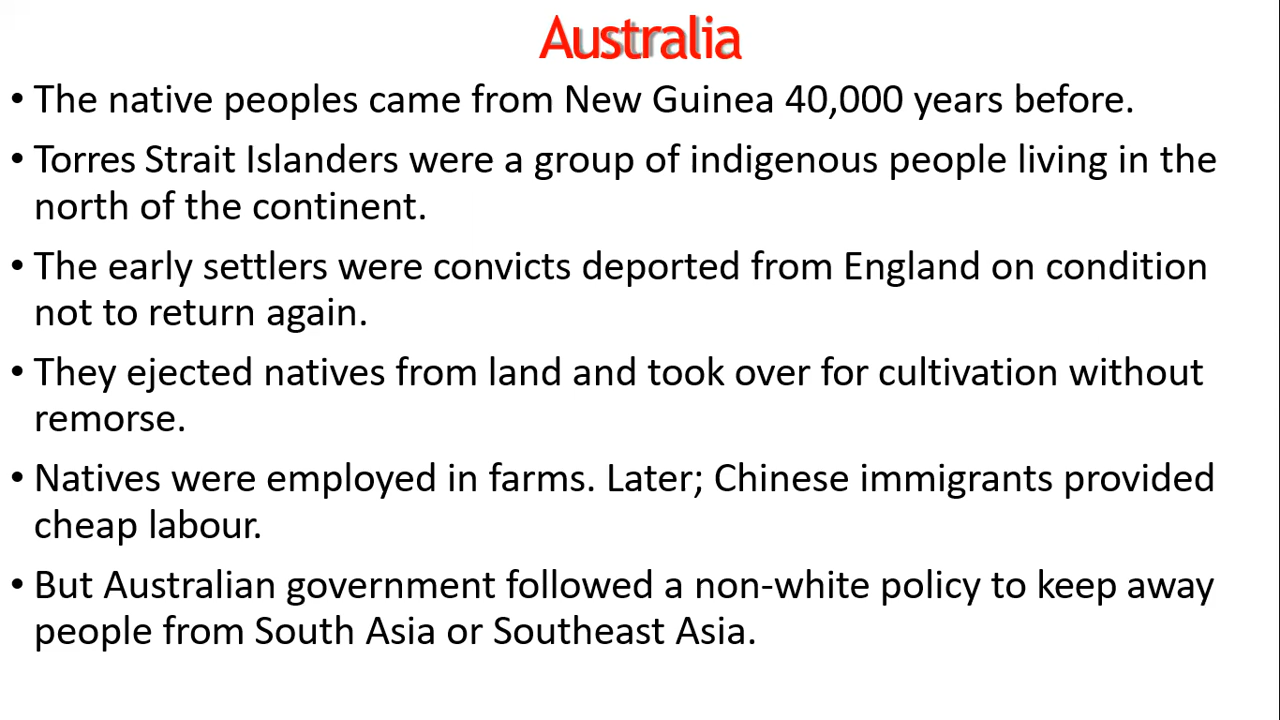 Australia
• The native peoples came from New Guinea 40,000 years before.
• Torres Strait Islanders were a group of indigenous people living in the
north of the continent.
• The early settlers were convicts deported from England on condition
not to return again.
• They ejected natives from land and took over for cultivation without
remorse.
• Natives were employed in farms. Later; Chinese immigrants provided
cheap labour.
• But Australian government followed a non-white policy to keep away
people from South Asia or Southeast Asia.